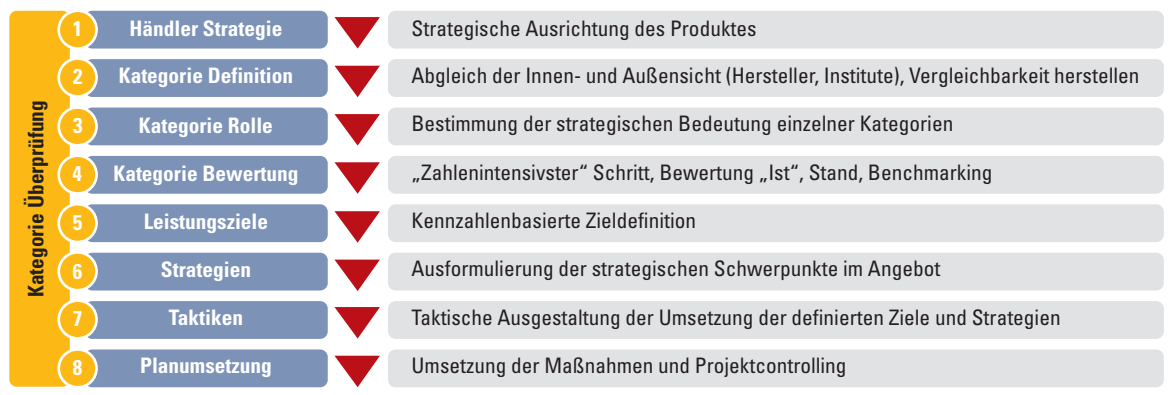 Kategorie Überprüfung
1 Händler Strategie Strategische Ausrichtung des Produktes
2 Kategorie Definition Abgleich der Innen- und Außensicht (Hersteller, Institute), Vergleichbarkeit herstellen
3 Kategorie Rolle Bestimmung der strategischen Bedeutung einzelner Kategorien
4 Kategorie Bewertung „Zahlenintensivster“ Schritt, Bewertung „Ist“, Stand, Benchmarking
5 Leistungsziele Kennzahlenbasierte Zieldefinition
6 Strategien Ausformulierung der strategischen Schwerpunkte im Angebot
7 Taktiken Taktische Ausgestaltung der Umsetzung der definierten Ziele und Strategien
8 Planumsetzung Umsetzung der Maßnahmen und Projektcontrolling